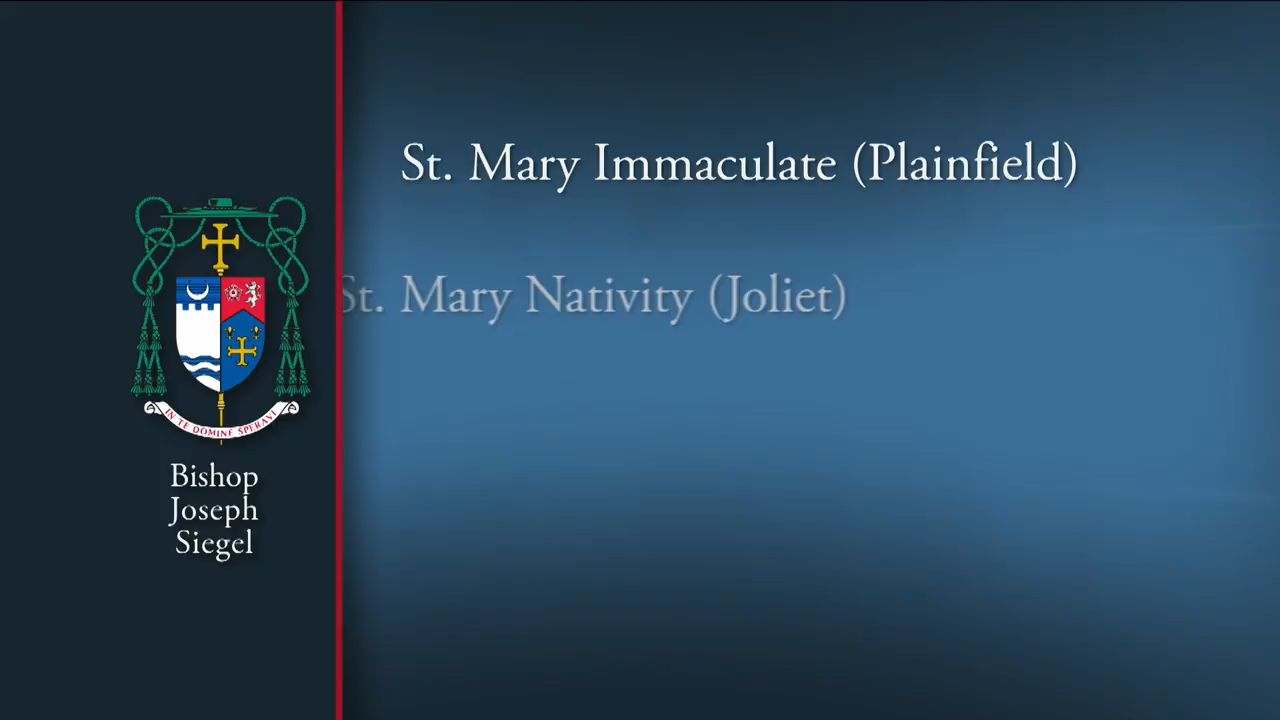 St. Mary Immaculate (Plainfield)
St. Mary Nativity (Joliet)
IN TE DOMINE SPERAVI
Bishop
Joseph
Siegel